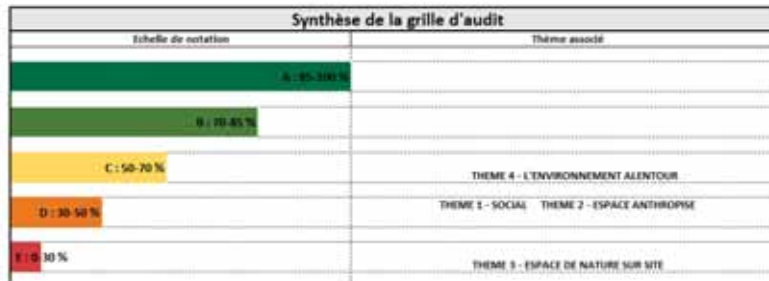 Synthèse de la grille d'audit
Echelle de notation Thème associé
A : 85-100 %
B : 70-85 %
C : 50-70 %
THEME 4 - L'ENVIRONNEMENT ALENTOUR
D : 30-50 %
THEME 1 - SOCIAL THEME 2 - ESPACE ANTHROPISE
E : 0-30 %
THEME 3 - ESPACE DE NATURE SUR SITE